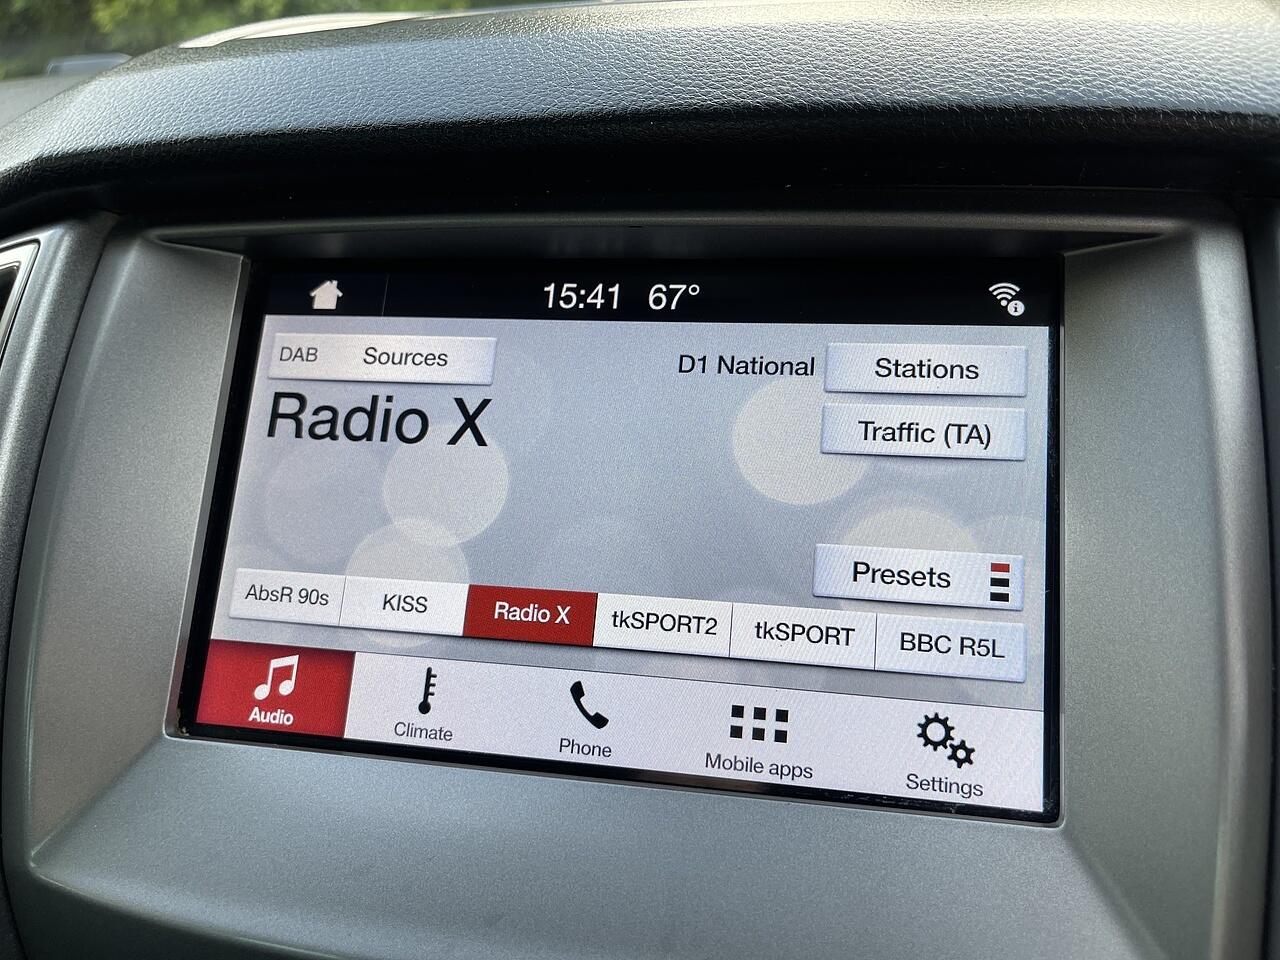 15:41 67°
DAB Sources
D1 National Stations
Radio X
Traffic (TA)
Presets
AbsR 90s KISS Radio X tkSPORT2 tkSPORT BBC R5L
Audio Climate Phone Mobile apps Settings